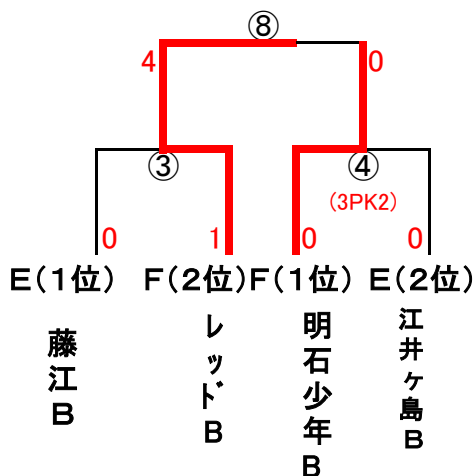 ⑧
4 0
③ ④
(3PK2)
0 1 0 0
E(1位) F(2位) F(1位) E(2位)
藤江B
レッドB
明石少年B
江井ヶ島B